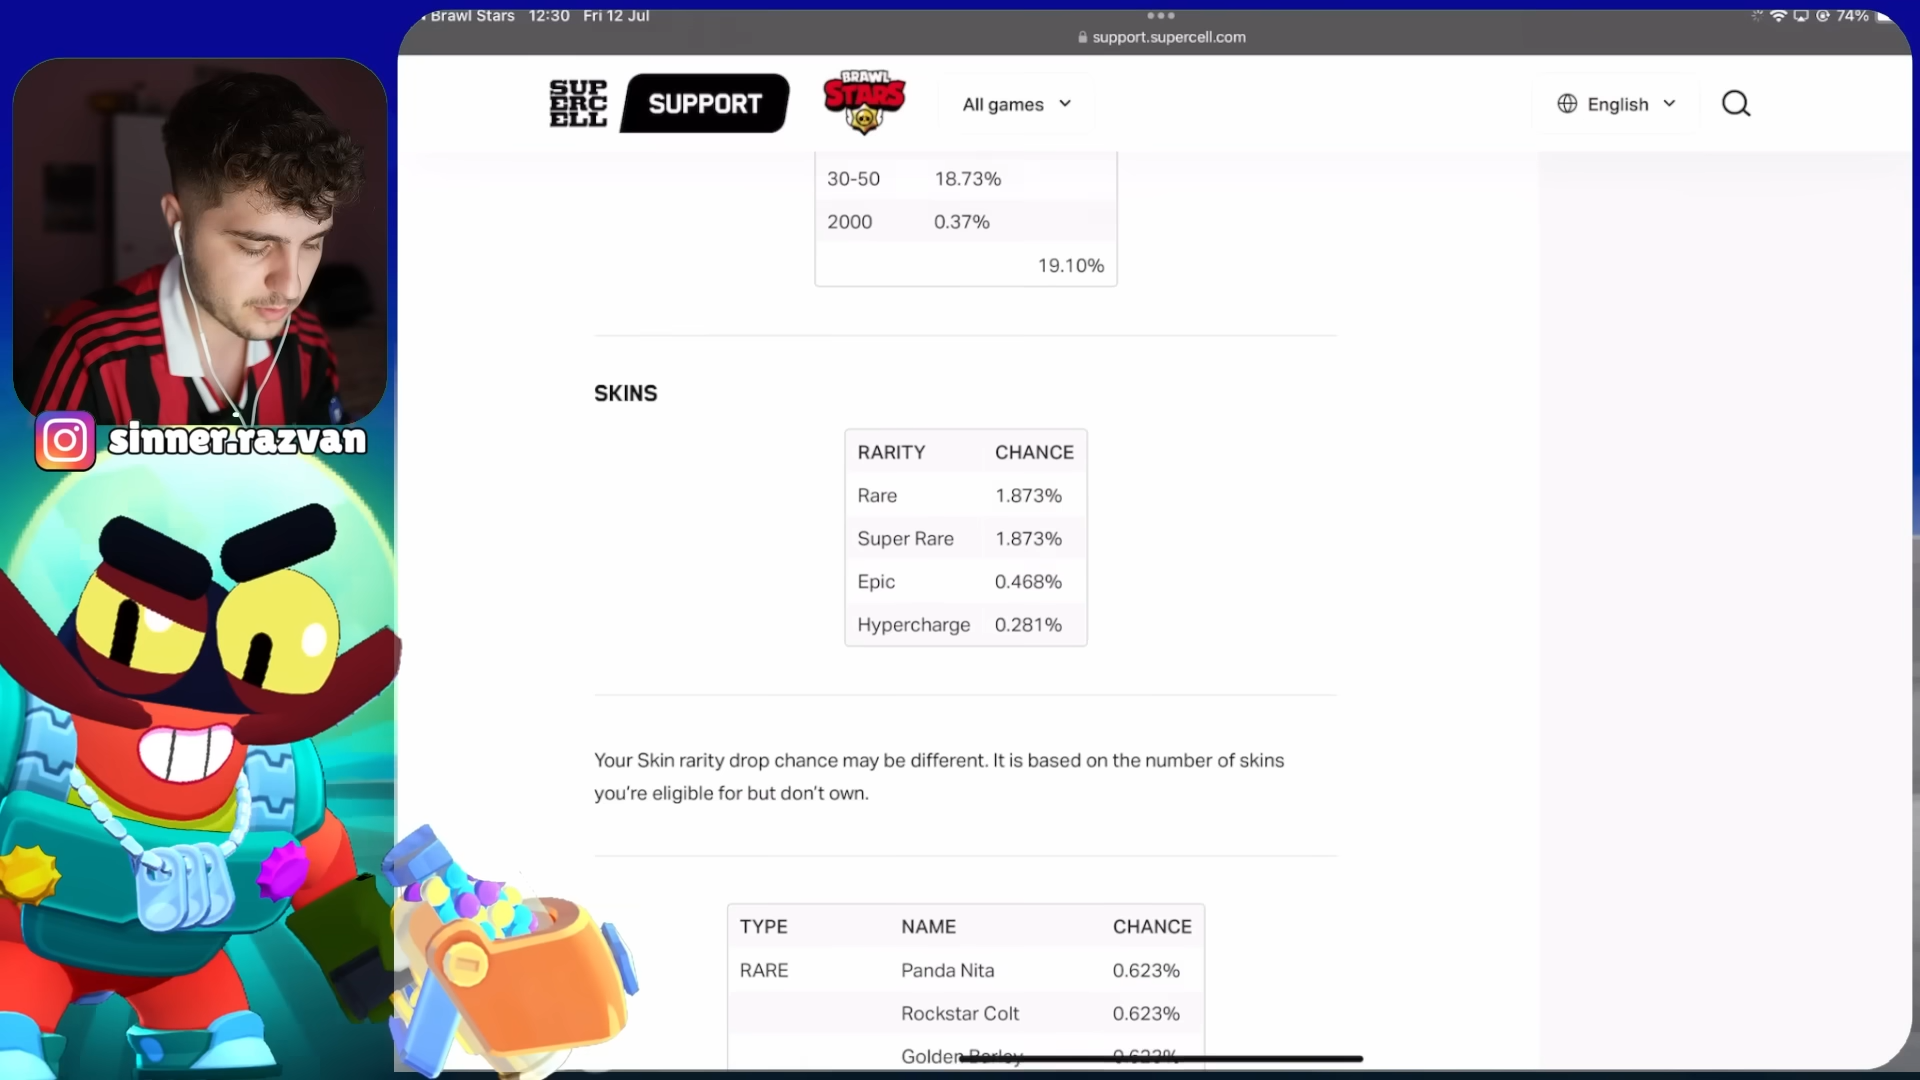 Brawl Stars 12:30 Fri 12 Jul
74%
support.supercell.com
SUP
ERC
ELL
SUPPORT
BRAWL
STARS
All games
English
30-50 18.73%
2000 0.37%
19.10%
SKINS
RARITY CHANCE
Rare 1.873%
Super Rare 1.873%
Epic 0.468%
Hypercharge 0.281%
Your Skin rarity drop chance may be different. It is based on the number of skins
you're eligible for but don't own.
TYPE NAME CHANCE
RARE Panda Nita 0.623%
Rockstar Colt 0.623%
Golden Barley 0.623%
sinner.razvan